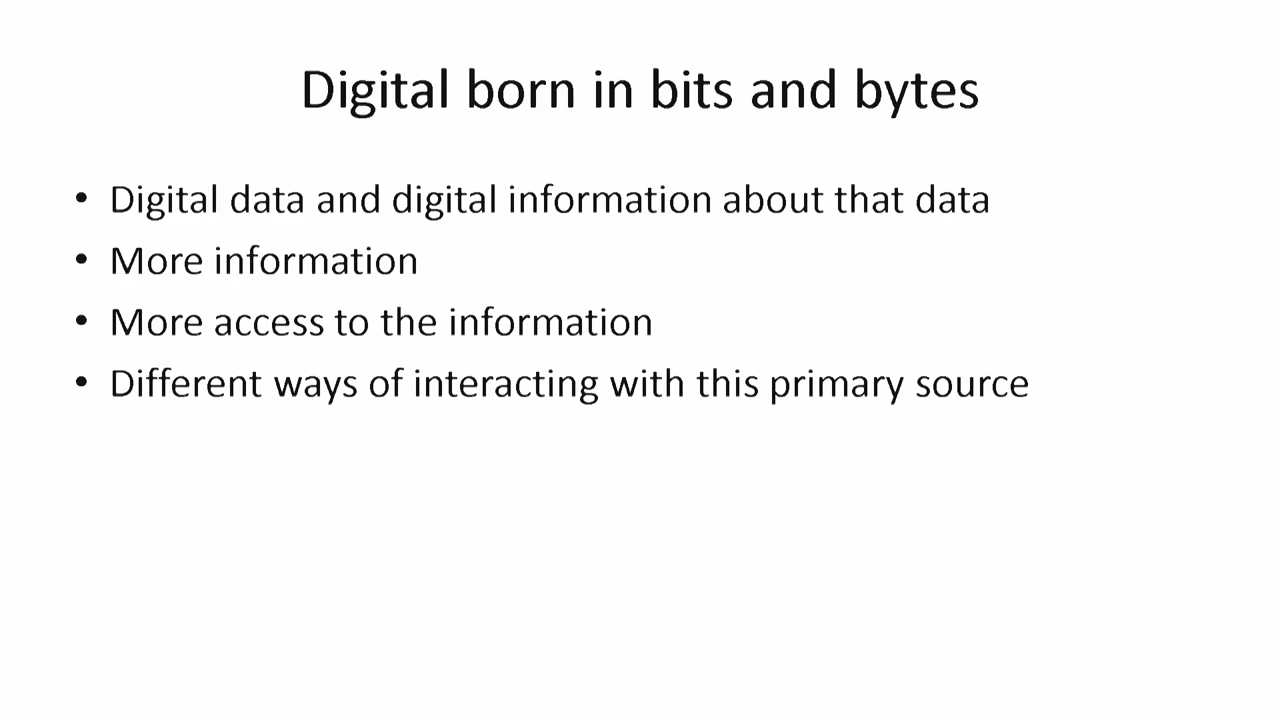 Digital born in bits and bytes
• Digital data and digital information about that data
• More information
• More access to the information
• Different ways of interacting with this primary source